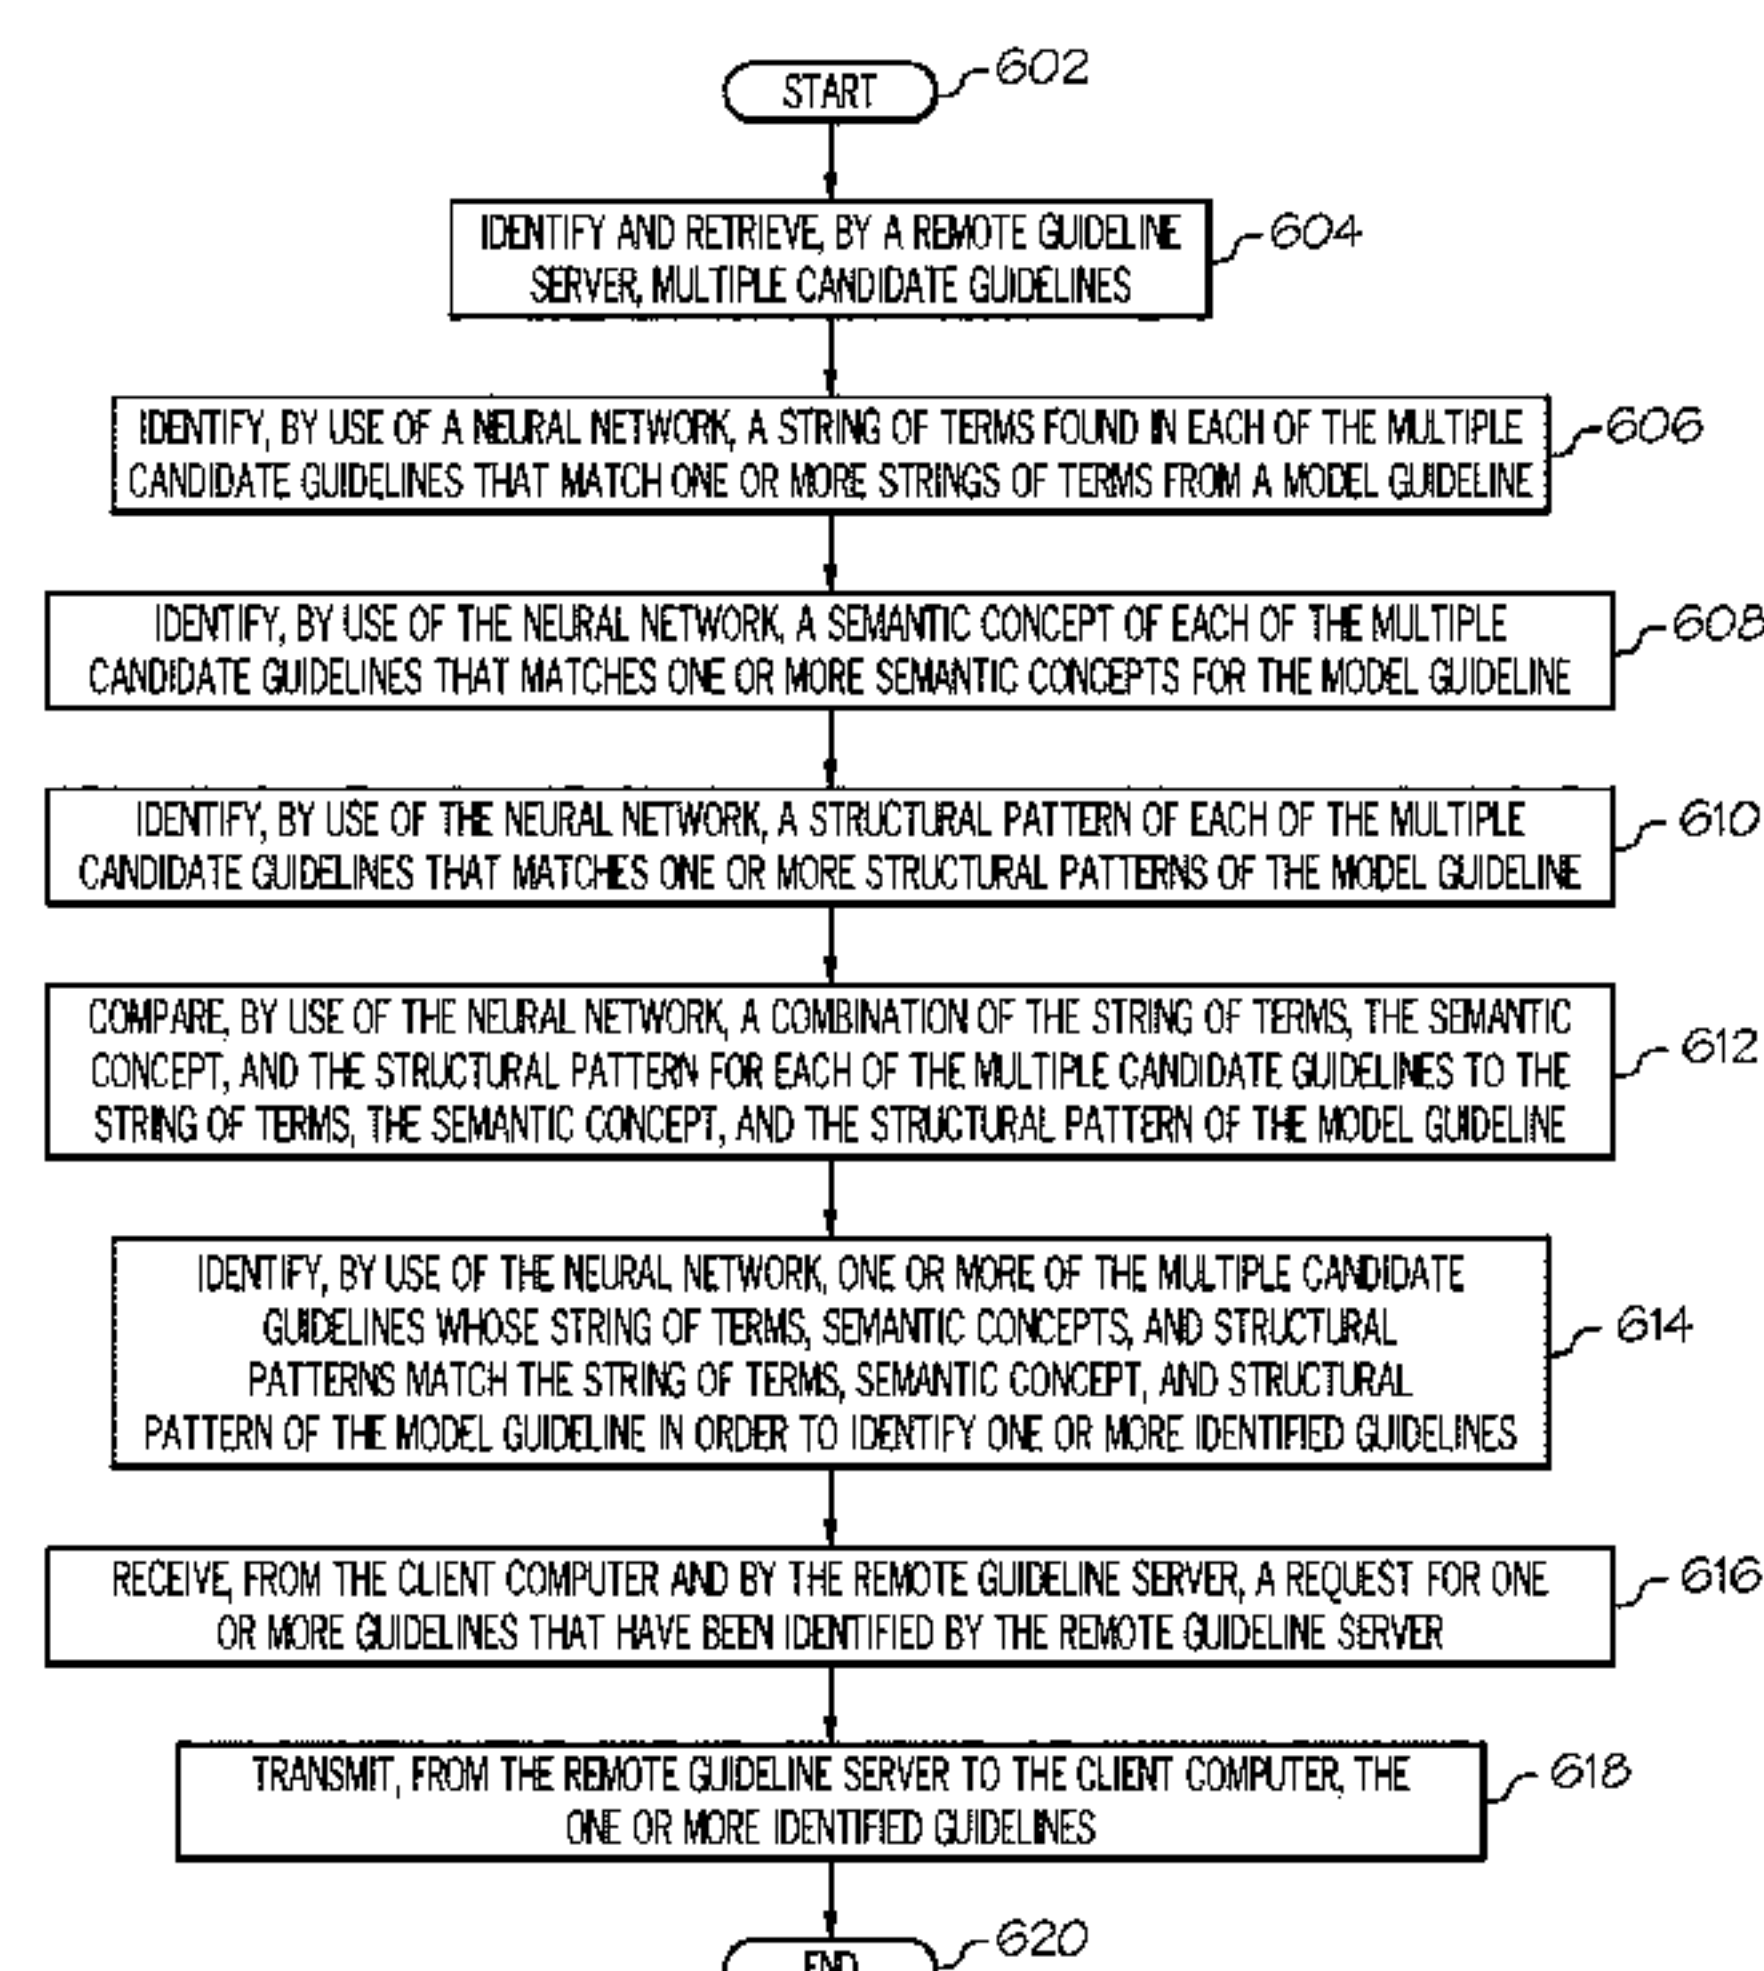 START
602
IDENTIFY AND RETRIEVE, BY A REMOTE GUIDELINE
SERVER, MULTIPLE CANDIDATE GUIDELINES
604
IDENTIFY, BY USE OF A NEURAL NETWORK, A STRING OF TERMS FOUND IN EACH OF THE MULTIPLE
CANDIDATE GUIDELINES THAT MATCH ONE OR MORE STRINGS OF TERMS FROM A MODEL GUIDELINE
606
IDENTIFY, BY USE OF THE NEURAL NETWORK, A SEMANTIC CONCEPT OF EACH OF THE MULTIPLE
CANDIDATE GUIDELINES THAT MATCHES ONE OR MORE SEMANTIC CONCEPTS FOR THE MODEL GUIDELINE
608
IDENTIFY, BY USE OF THE NEURAL NETWORK, A STRUCTURAL PATTERN OF EACH OF THE MULTIPLE
CANDIDATE GUIDELINES THAT MATCHES ONE OR MORE STRUCTURAL PATTERNS OF THE MODEL GUIDELINE
610
COMPARE, BY USE OF THE NEURAL NETWORK, A COMBINATION OF THE STRING OF TERMS, THE SEMANTIC
CONCEPT, AND THE STRUCTURAL PATTERN FOR EACH OF THE MULTIPLE CANDIDATE GUIDELINES TO THE
STRING OF TERMS, THE SEMANTIC CONCEPT, AND THE STRUCTURAL PATTERN OF THE MODEL GUIDELINE
612
IDENTIFY, BY USE OF THE NEURAL NETWORK, ONE OR MORE OF THE MULTIPLE CANDIDATE
GUIDELINES WHOSE STRING OF TERMS, SEMANTIC CONCEPTS, AND STRUCTURAL
PATTERNS MATCH THE STRING OF TERMS, SEMANTIC CONCEPT, AND STRUCTURAL
PATTERN OF THE MODEL GUIDELINE IN ORDER TO IDENTIFY ONE OR MORE IDENTIFIED GUIDELINES
614
RECEIVE, FROM THE CLIENT COMPUTER AND BY THE REMOTE GUIDELINE SERVER, A REQUEST FOR ONE
OR MORE GUIDELINES THAT HAVE BEEN IDENTIFIED BY THE REMOTE GUIDELINE SERVER
616
TRANSMIT, FROM THE REMOTE GUIDELINE SERVER TO THE CLIENT COMPUTER, THE
ONE OR MORE IDENTIFIED GUIDELINES
618
END
620